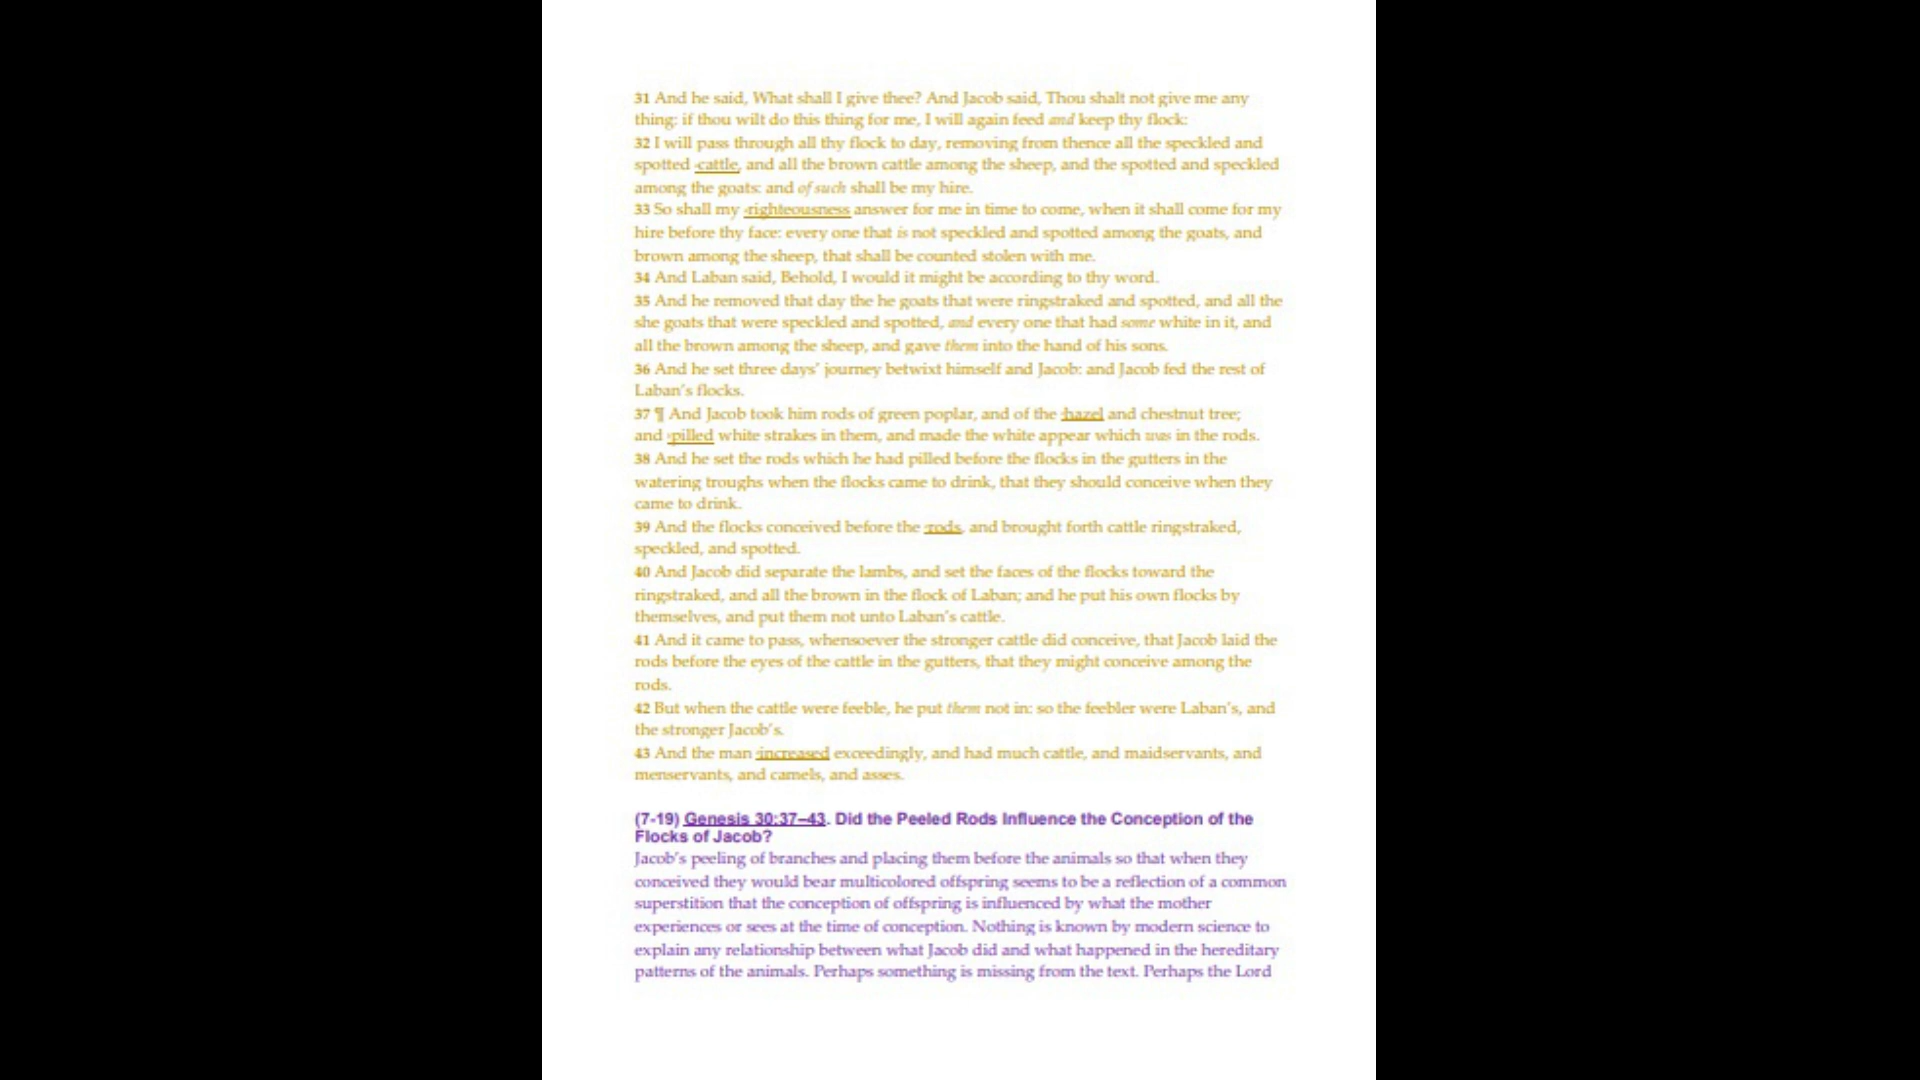 31 And he said, What shall I give thee? And Jacob said, Thou shalt not give me any
thing: if thou wilt do this thing for me, I will again feed and keep thy flock:
32 I will pass through all thy flock to day, removing from thence all the speckled and
spotted cattle, and all the brown cattle among the sheep, and the spotted and speckled
among the goats: and of such shall be my hire.
33 So shall my righteousness answer for me in time to come, when it shall come for my
hire before thy face: every one that is not speckled and spotted among the goats, and
brown among the sheep, that shall be counted stolen with me.
34 And Laban said, Behold, I would it might be according to thy word.
35 And he removed that day the he goats that were ringstraked and spotted, and all the
she goats that were speckled and spotted, and every one that had some white in it, and
all the brown among the sheep, and gave them into the hand of his sons.
36 And he set three days' journey betwixt himself and Jacob: and Jacob fed the rest of
Laban's flocks.
37 ¶ And Jacob took him rods of green poplar, and of the hazel and chestnut tree;
and pilled white strakes in them, and made the white appear which was in the rods.
38 And he set the rods which he had pilled before the flocks in the gutters in the
watering troughs when the flocks came to drink, that they should conceive when they
came to drink.
39 And the flocks conceived before the rods, and brought forth cattle ringstraked,
speckled, and spotted.
40 And Jacob did separate the lambs, and set the faces of the flocks toward the
ringstraked, and all the brown in the flock of Laban; and he put his own flocks by
themselves, and put them not unto Laban's cattle.
41 And it came to pass, whensoever the stronger cattle did conceive, that Jacob laid the
rods before the eyes of the cattle in the gutters, that they might conceive among the
rods.
42 But when the cattle were feeble, he put them not in: so the feebler were Laban's, and
the stronger Jacob's.
43 And the man increased exceedingly, and had much cattle, and maidservants, and
menservants, and camels, and asses.
(7-19) Genesis 30:37–43. Did the Peeled Rods Influence the Conception of the
Flocks of Jacob?
Jacob's peeling of branches and placing them before the animals so that when they
conceived they would bear multicolored offspring seems to be a reflection of a common
superstition that the conception of offspring is influenced by what the mother
experiences or sees at the time of conception. Nothing is known by modern science to
explain any relationship between what Jacob did and what happened in the hereditary
patterns of the animals. Perhaps something is missing from the text. Perhaps the Lord